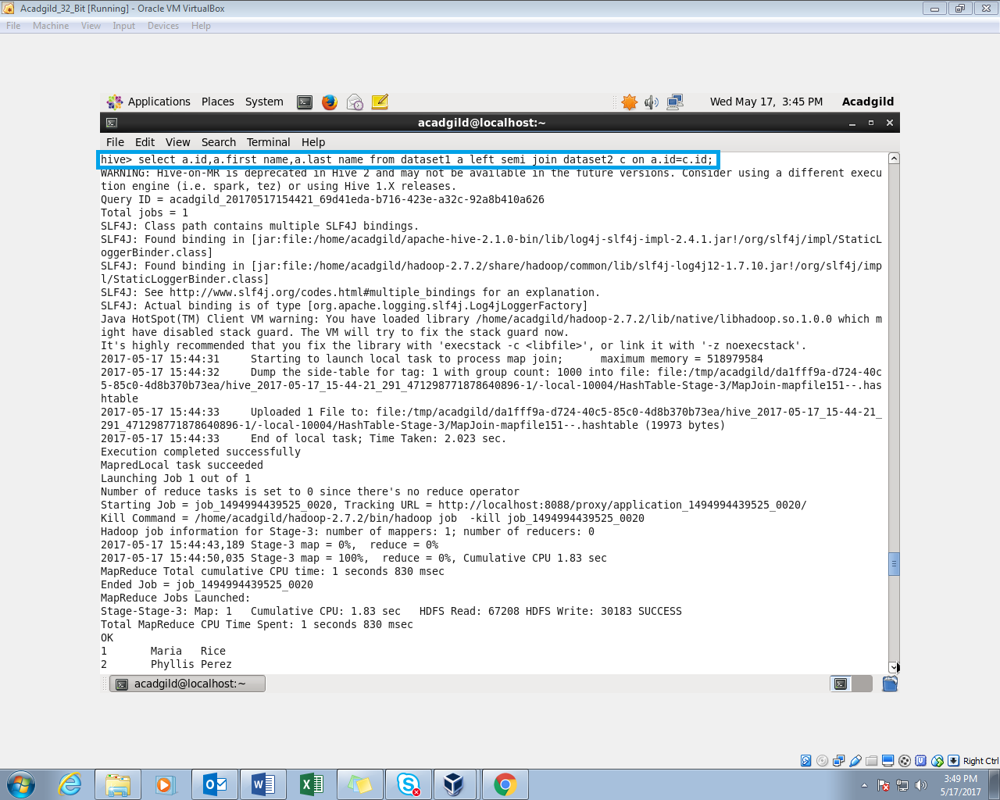 Acadgild_32_Bit [Running] - Oracle VM VirtualBox
File Machine View Input Devices Help
Applications Places System Wed May 17, 3:45 PM Acadgild
acadgild@localhost:~
File Edit View Search Terminal Help
hive> select a.id,a.first name,a.last name from dataset1 a left semi join dataset2 c on a.id=c.id;
WARNING: Hive-on-MR is deprecated in Hive 2 and may not be available in the future versions. Consider using a different execu
tion engine (i.e. spark, tez) or using Hive 1.X releases.
Query ID = acadgild_20170517154421_69d41eda-b716-423e-a32c-92a8b410a626
Total jobs = 1
SLF4J: Class path contains multiple SLF4J bindings.
SLF4J: Found binding in [jar:file:/home/acadgild/apache-hive-2.1.0-bin/lib/log4j-slf4j-impl-2.4.1.jar!/org/slf4j/impl/StaticL
oggerBinder.class]
SLF4J: Found binding in [jar:file:/home/acadgild/hadoop-2.7.2/share/hadoop/common/lib/slf4j-log4j12-1.7.10.jar!/org/slf4j/imp
l/StaticLoggerBinder.class]
SLF4J: See http://www.slf4j.org/codes.html#multiple_bindings for an explanation.
SLF4J: Actual binding is of type [org.apache.logging.slf4j.Log4jLoggerFactory]
Java HotSpot(TM) Client VM warning: You have loaded library /home/acadgild/hadoop-2.7.2/lib/native/libhadoop.so.1.0.0 which m
ight have disabled stack guard. The VM will try to fix the stack guard now.
It's highly recommended that you fix the library with 'execstack -c <libfile>', or link it with '-z noexecstack'.
2017-05-17 15:44:31 Starting to launch local task to process map join; maximum memory = 518979584
2017-05-17 15:44:32 Dump the side-table for tag: 1 with group count: 1000 into file: file:/tmp/acadgild/da1fff9a-d724-40c
5-85c0-4d8b370b73ea/hive_2017-05-17_15-44-21_291_4712987718786408​96-1/-local-10004/HashTable-Stage-3/MapJoin-mapfile151--.has
htable
2017-05-17 15:44:33 Uploaded 1 File to: file:/tmp/acadgild/da1fff9a-d724-40c5-85c0-4d8b370b73ea/hive_2017-05-17_15-44-21_
291_471298771878640896-1/-local-10004/HashTable-Stage-3/MapJoin-mapfile151--.hashtable (19973 bytes)
2017-05-17 15:44:33 End of local task; Time Taken: 2.023 sec.
Execution completed successfully
MapredLocal task succeeded
Launching Job 1 out of 1
Number of reduce tasks is set to 0 since there's no reduce operator
Starting Job = job_1494994439525_0020, Tracking URL = http://localhost:8088/proxy/application_1494994439525_0020/
Kill Command = /home/acadgild/hadoop-2.7.2/bin/hadoop job -kill job_1494994439525_0020
Hadoop job information for Stage-3: number of mappers: 1; number of reducers: 0
2017-05-17 15:44:43,189 Stage-3 map = 0%, reduce = 0%
2017-05-17 15:44:50,035 Stage-3 map = 100%, reduce = 0%, Cumulative CPU 1.83 sec
MapReduce Total cumulative CPU time: 1 seconds 830 msec
Ended Job = job_1494994439525_0020
MapReduce Jobs Launched:
Stage-Stage-3: Map: 1 Cumulative CPU: 1.83 sec HDFS Read: 67208 HDFS Write: 30183 SUCCESS
Total MapReduce CPU Time Spent: 1 seconds 830 msec
OK
1 Maria Rice
2 Phyllis Perez
acadgild@localhost:~
Right Ctrl
3:49 PM
5/17/2017